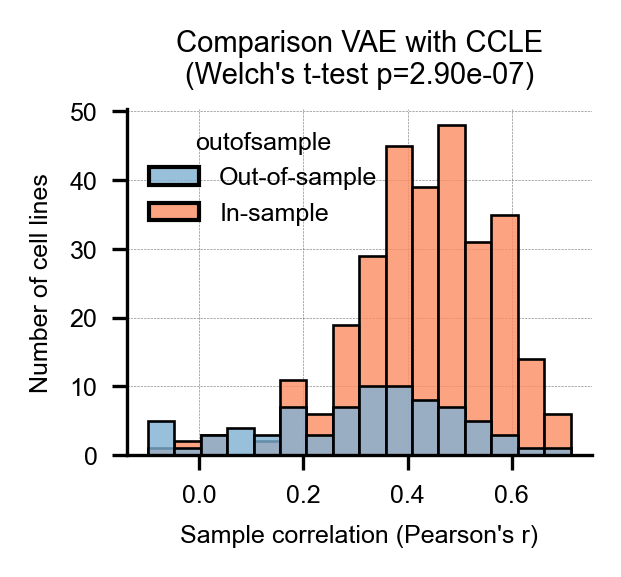 Comparison VAE with CCLE
(Welch's t-test p=2.90e-07)
50
40
30
20
10
0
Number of cell lines
outofsample
Out-of-sample
In-sample
0.0 0.2 0.4 0.6
Sample correlation (Pearson's r)